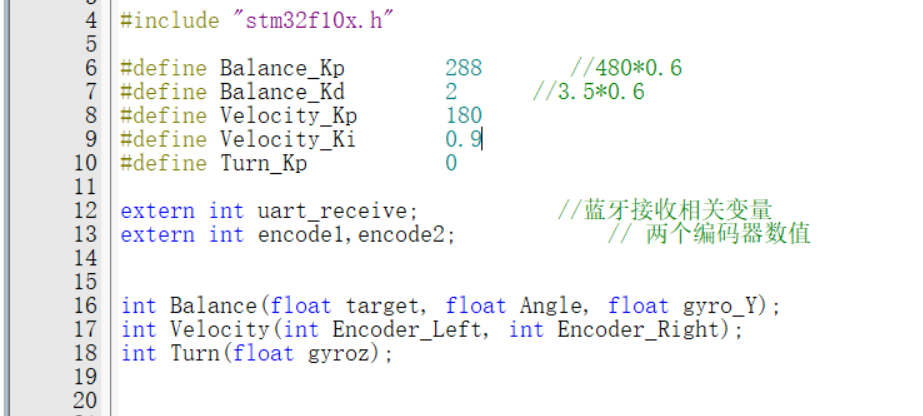 4 #include "stm32f10x.h"
5
6 #define Balance_Kp 288 //480*0.6
7 #define Balance_Kd 2 //3.5*0.6
8 #define Velocity_Kp 180
9 #define Velocity_Ki 0.9
10 #define Turn_Kp 0
11
12 extern int uart_receive; //蓝牙接收相关变量
13 extern int encode1,encode2; // 两个编码器数值
14
15
16 int Balance(float target, float Angle, float gyro_Y);
17 int Velocity(int Encoder_Left, int Encoder_Right);
18 int Turn(float gyroz);
19
20